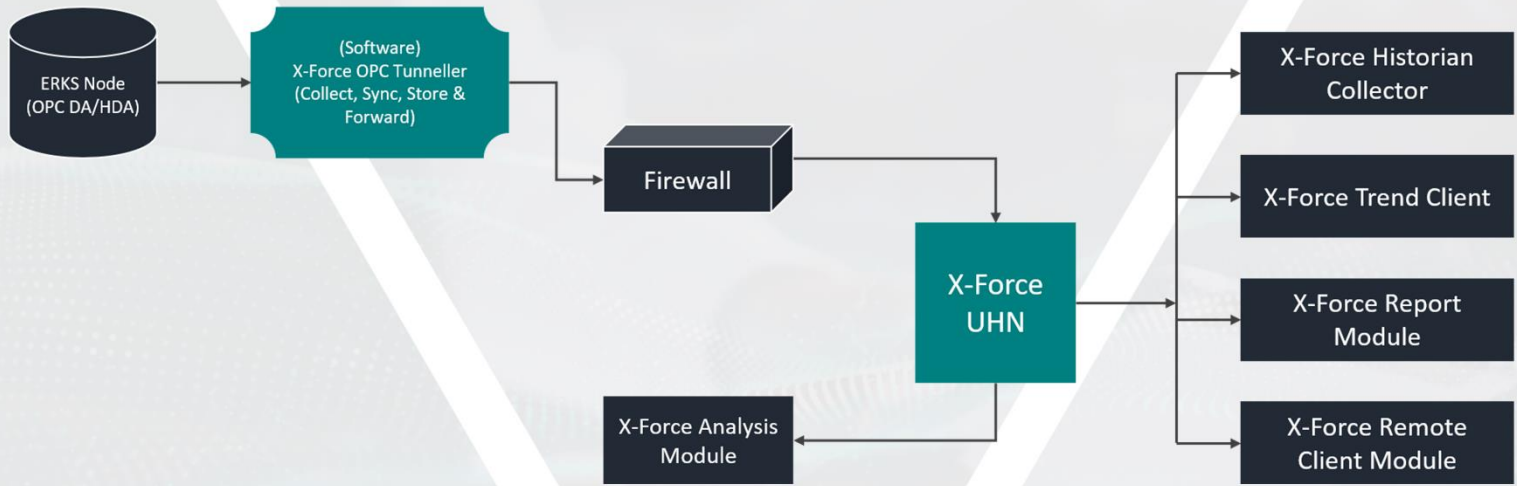 ERKS Node
(OPC DA/HDA)
(Software)
X-Force OPC Tunneller
(Collect, Sync, Store &
Forward)
Firewall
X-Force
UHN
X-Force Analysis
Module
X-Force Historian
Collector
X-Force Trend Client
X-Force Report
Module
X-Force Remote
Client Module